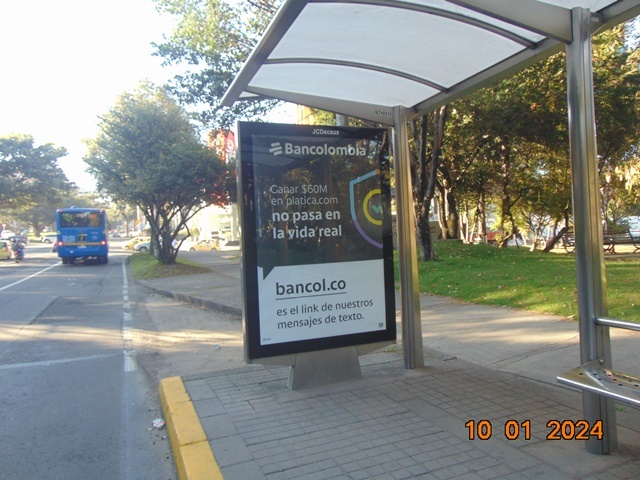 JCDecaux
Bancolombia
Ganar $60M
en platica.com
no pasa en
la vida real
bancol.co
es el link de nuestros
mensajes de texto.
10 01 2024